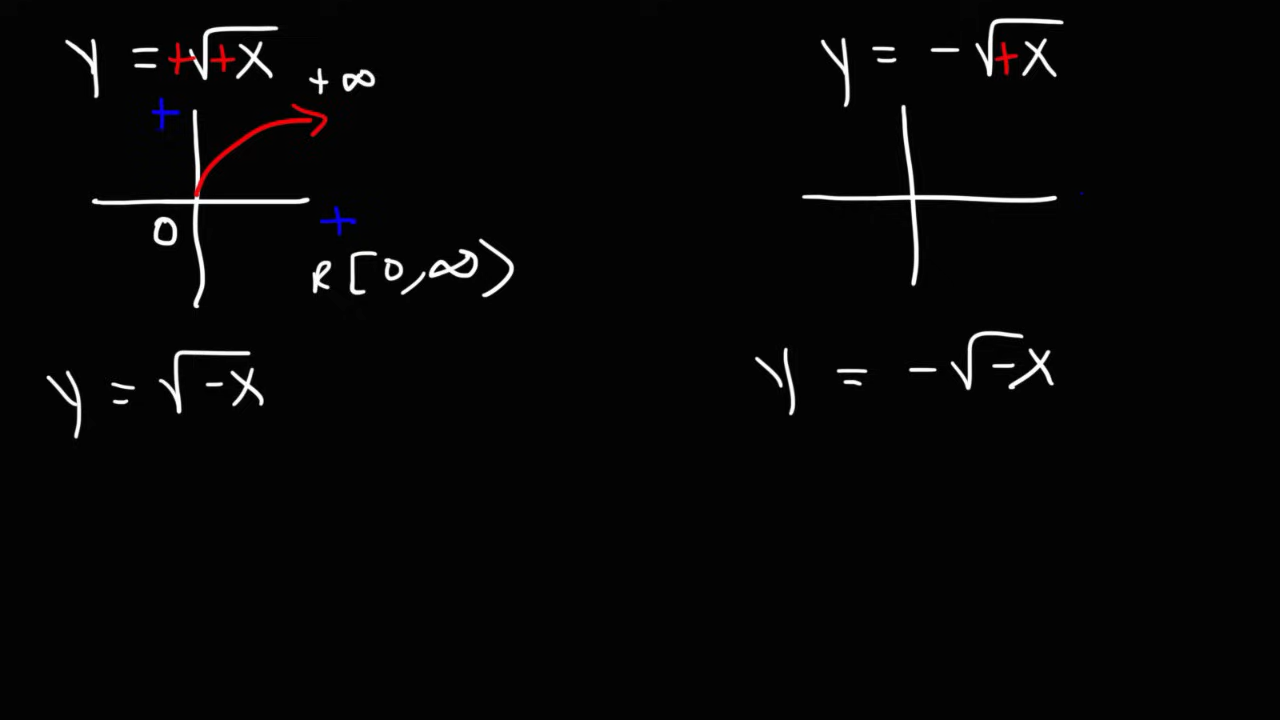 y = +√+x
+ ∞
+
0
+
R [0, ∞)
y = -√+x
y = √-x
y = -√-x